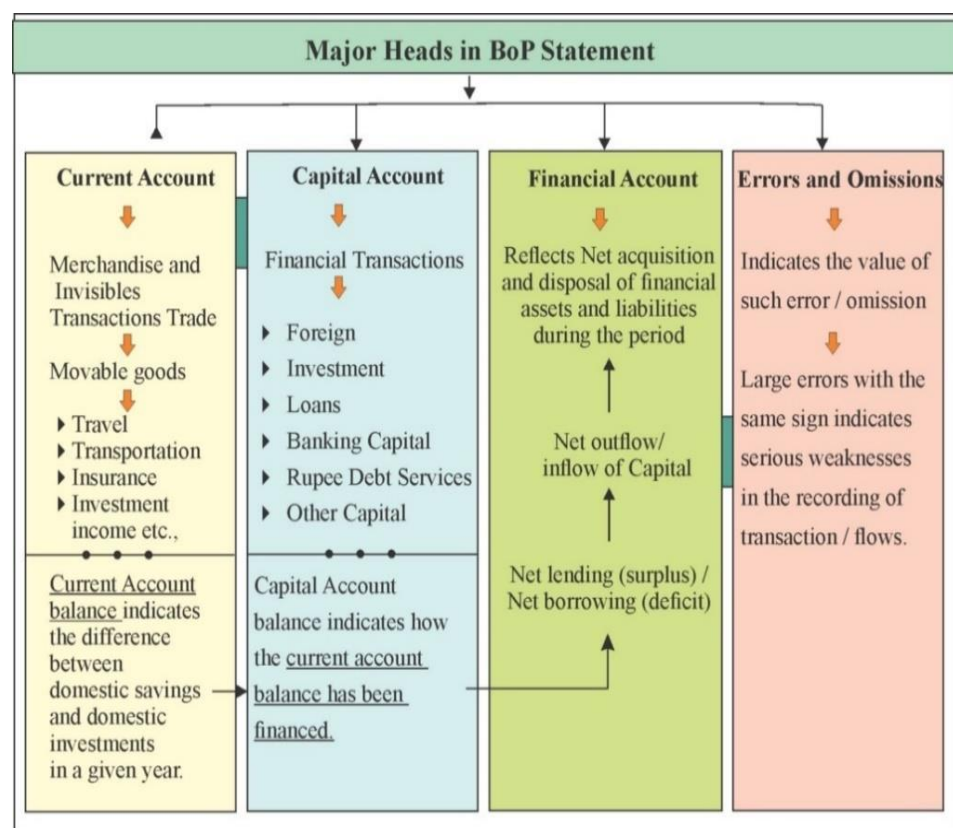 Major Heads in BoP Statement
Current Account
Merchandise and
Invisibles
Transactions Trade
Movable goods
Travel
Transportation
Insurance
Investment
income etc.,
Current Account
balance indicates
the difference
between
domestic savings
and domestic
investments
in a given year.
Capital Account
Financial Transactions
Foreign
Investment
Loans
Banking Capital
Rupee Debt Services
Other Capital
Capital Account
balance indicates how
the current account
balance has been
financed.
Financial Account
Reflects Net acquisition
and disposal of financial
assets and liabilities
during the period
Net outflow/
inflow of Capital
Net lending (surplus) /
Net borrowing (deficit)
Errors and Omissions
Indicates the value of
such error / omission
Large errors with the
same sign indicates
serious weaknesses
in the recording of
transaction / flows.